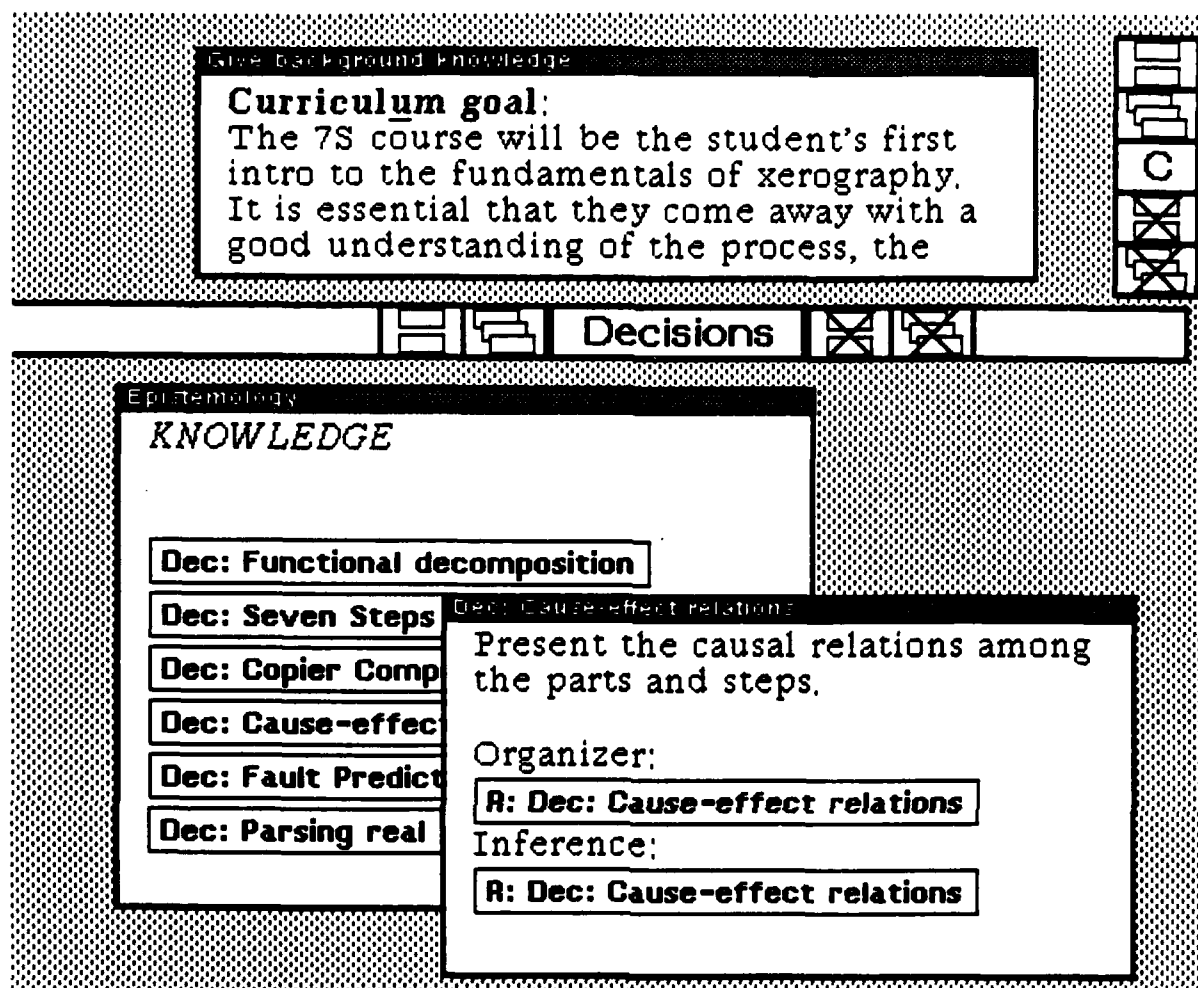 Give background knowledge
Curriculum goal:
The 7S course will be the student's first
intro to the fundamentals of xerography.
It is essential that they come away with a
good understanding of the process, the
C
Decisions
Epistemology
KNOWLEDGE
Dec: Functional decomposition
Dec: Seven Steps
Dec: Copier Comp
Dec: Cause-effec
Dec: Fault Predict
Dec: Parsing real
Dec: Cause-effect relations
Present the causal relations among
the parts and steps.
Organizer:
R: Dec: Cause-effect relations
Inference:
R: Dec: Cause-effect relations